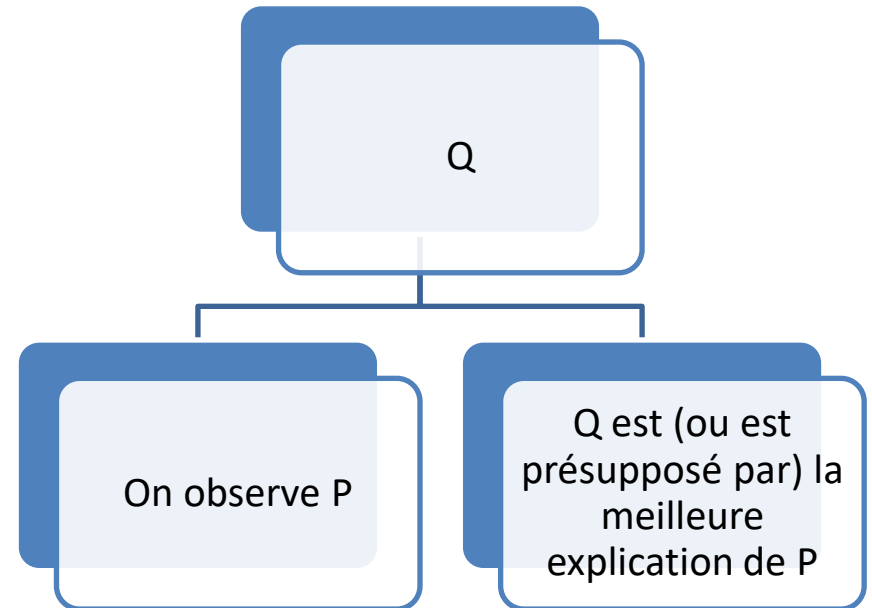 Q
On observe P
Q est (ou est
présupposé par) la
meilleure
explication de P